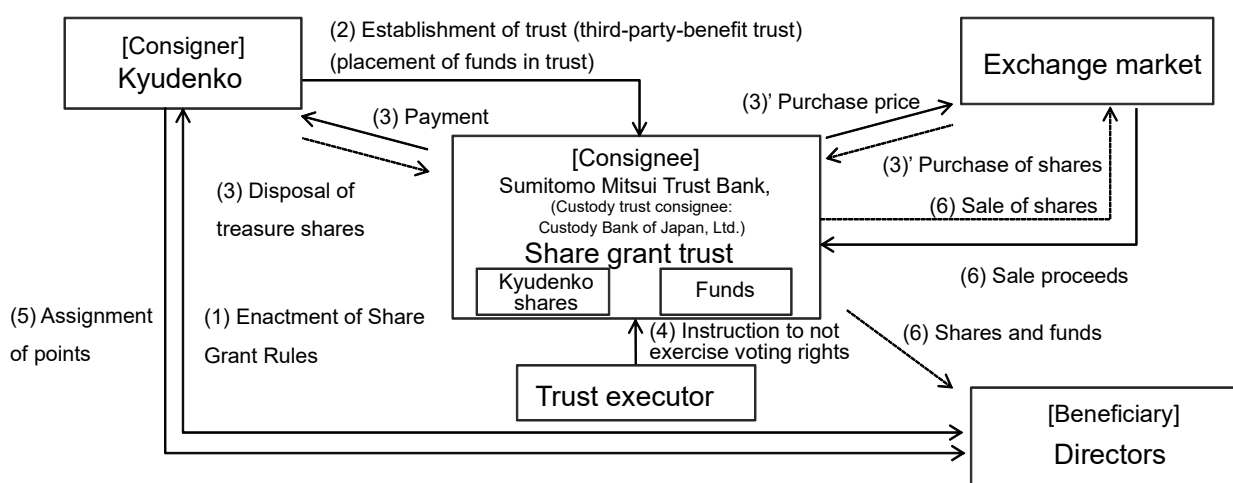 [Consigner]
Kyudenko
(2) Establishment of trust (third-party-benefit trust)
(placement of funds in trust)
Exchange market
(3) Payment
(3)' Purchase price
(3) Disposal of
treasure shares
[Consignee]
Sumitomo Mitsui Trust Bank,
(Custody trust consignee:
Custody Bank of Japan, Ltd.)
Share grant trust
Kyudenko
shares
Funds
(3)' Purchase of shares
(6) Sale of shares
(6) Sale proceeds
(5) Assignment
of points
(1) Enactment of Share
Grant Rules
(4) Instruction to not
exercise voting rights
(6) Shares and funds
Trust executor
[Beneficiary]
Directors